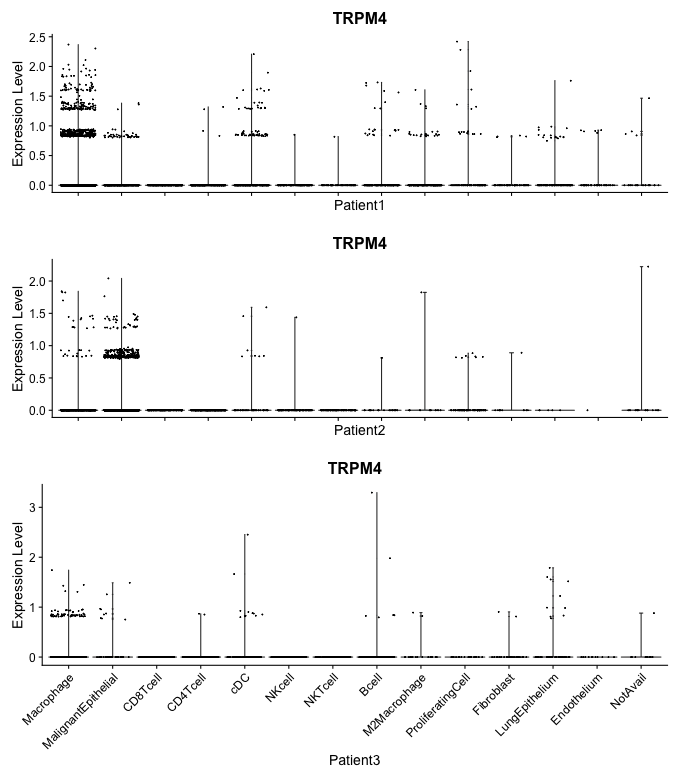 TRPM4
Expression Level
2.5
2.0
1.5
1.0
0.5
0.0
Patient1
TRPM4
Expression Level
2.0
1.5
1.0
0.5
0.0
Patient2
TRPM4
Expression Level
3
2
1
0
Macrophage
MalignantEpithelial
CD8Tcell
CD4Tcell
cDC
NKcell
NKTcell
Bcell
M2Macrophage
ProliferatingCell
Fibroblast
LungEpithelium
Endothelium
NotAvail
Patient3